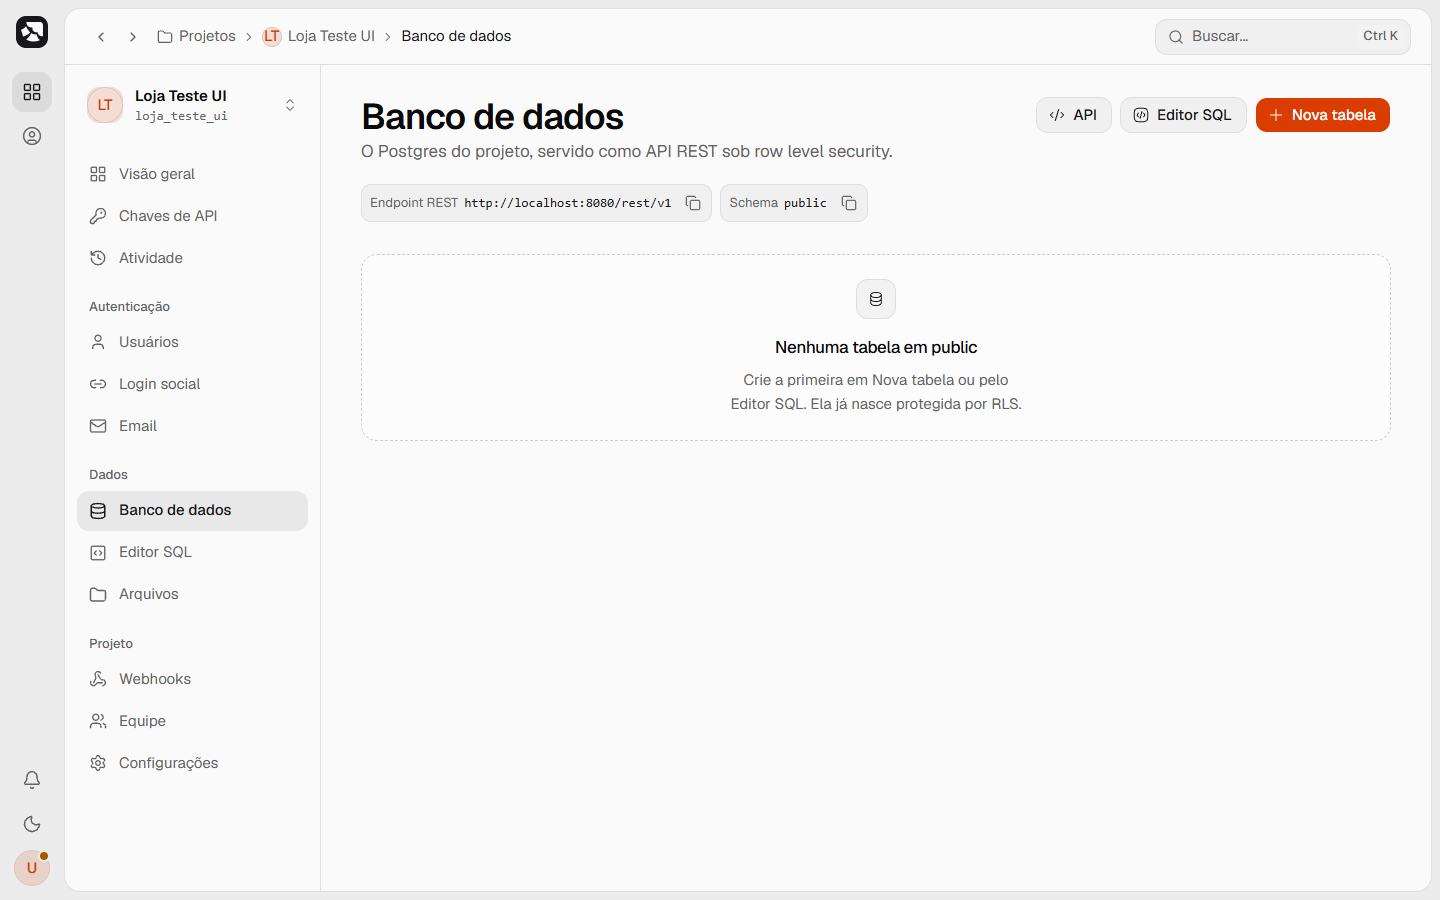 Projetos
LT
Loja Teste UI
Banco de dados
Buscar...
Ctrl K
LT
Loja Teste UI
loja_teste_ui
Visão geral
Chaves de API
Atividade
Autenticação
Usuários
Login social
Email
Dados
Banco de dados
Editor SQL
Arquivos
Projeto
Webhooks
Equipe
Configurações
U
Banco de dados
API
Editor SQL
Nova tabela
O Postgres do projeto, servido como API REST sob row level security.
Endpoint REST http://localhost:8080/rest/v1
Schema public
Nenhuma tabela em public
Crie a primeira em Nova tabela ou pelo
Editor SQL. Ela já nasce protegida por RLS.